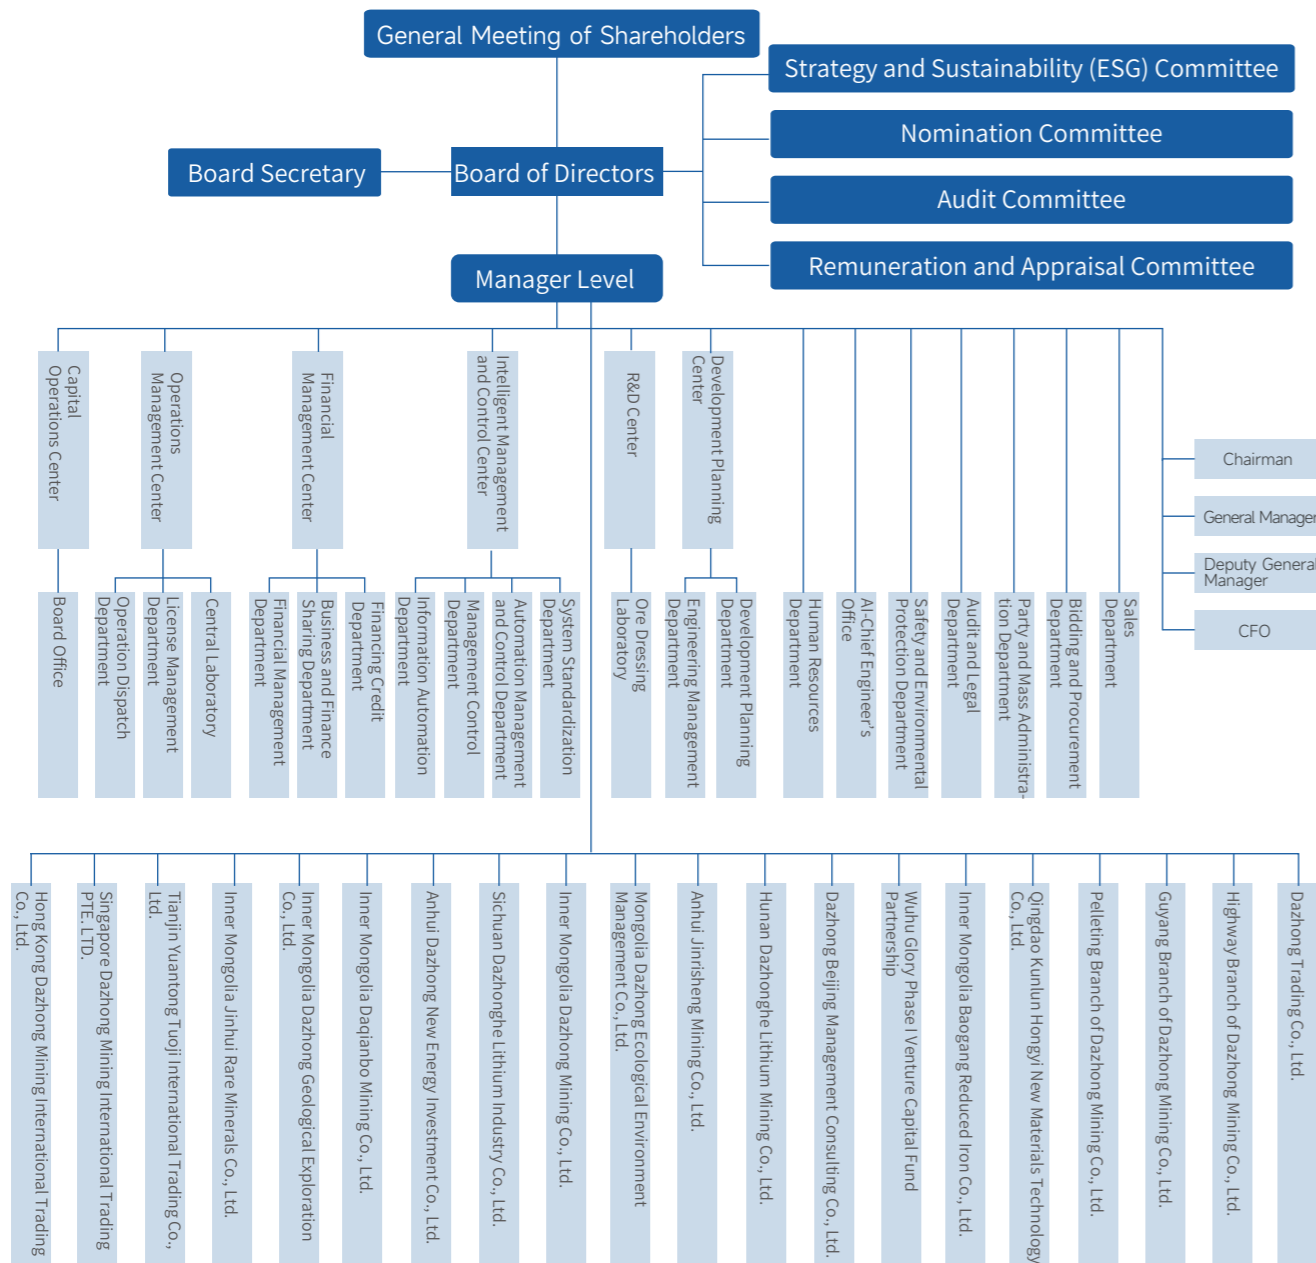 General Meeting of Shareholders
Strategy and Sustainability (ESG) Committee
Nomination Committee
Board Secretary
Board of Directors
Audit Committee
Remuneration and Appraisal Committee
Manager Level
Capital
Operations Center
Operations
Management Center
Financial
Management Center
Intelligent Management
and Control Center
R&D Center
Development Planning
Center
Chairman
General Manager
Deputy General
Manager
CFO
Board Office
Operation Dispatch
Department
License Management
Department
Central Laboratory
Financial Management
Department
Business and Finance
Sharing Department
Financing Credit
Department
Information Automation
Department
Management Control
Department
Automation Management
and Control Department
System Standardization
Department
Ore Dressing
Laboratory
Engineering Management
Department
Development Planning
Department
Human Resources
Department
AI-Chief Engineer's
Office
Safety and Environmental
Protection Department
Audit and Legal
Department
Party and Mass Administra-
tion Department
Bidding and Procurement
Department
Sales
Department
Hong Kong Dazhong Mining International Trading
Co., Ltd.
Singapore Dazhong Mining International Trading
PTE. LTD.
Tianjin Yuantong Tuoji International Trading Co.,
Ltd.
Inner Mongolia Jinhui Rare Minerals Co., Ltd.
Inner Mongolia Dazhong Geological Exploration
Co., Ltd.
Inner Mongolia Daqianbo Mining Co., Ltd.
Anhui Dazhong New Energy Investment Co., Ltd.
Sichuan Dazhonghe Lithium Industry Co., Ltd.
Inner Mongolia Dazhong Mining Co., Ltd.
Mongolia Dazhong Ecological Environment
Management Co., Ltd.
Anhui Jinrisheng Mining Co., Ltd.
Hunan Dazhonghe Lithium Mining Co., Ltd.
Dazhong Beijing Management Consulting Co., Ltd.
Wuhu Glory Phase I Venture Capital Fund
Partnership
Inner Mongolia Baogang Reduced Iron Co., Ltd.
Qingdao Kunlun Hongyi New Materials Technology
Co., Ltd.
Pelleting Branch of Dazhong Mining Co., Ltd.
Guyang Branch of Dazhong Mining Co., Ltd.
Highway Branch of Dazhong Mining Co., Ltd.
Dazhong Trading Co., Ltd.